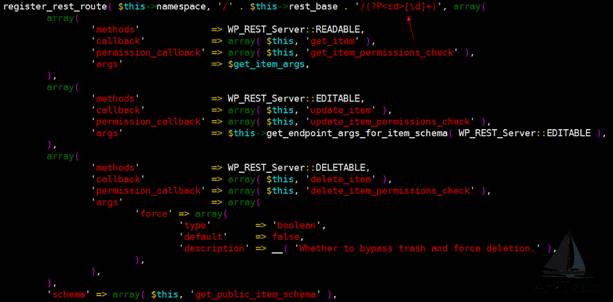 register_rest_route( $this->namespace, '/' . $this->rest_base . '/(?P<id>[\d]+)', array(
array(
'methods' => WP_REST_Server::READABLE,
'callback' => array( $this, 'get_item' ),
'permission_callback' => array( $this, 'get_item_permissions_check' ),
'args' => $get_item_args,
),
array(
'methods' => WP_REST_Server::EDITABLE,
'callback' => array( $this, 'update_item' ),
'permission_callback' => array( $this, 'update_item_permissions_check' ),
'args' => $this->get_endpoint_args_for_item_schema( WP_REST_Server::EDITABLE ),
),
array(
'methods' => WP_REST_Server::DELETABLE,
'callback' => array( $this, 'delete_item' ),
'permission_callback' => array( $this, 'delete_item_permissions_check' ),
'args' => array(
'force' => array(
'type' => 'boolean',
'default' => false,
'description' => __( 'Whether to bypass trash and force deletion.' ),
),
),
),
'schema' => array( $this, 'get_public_item_schema' ),